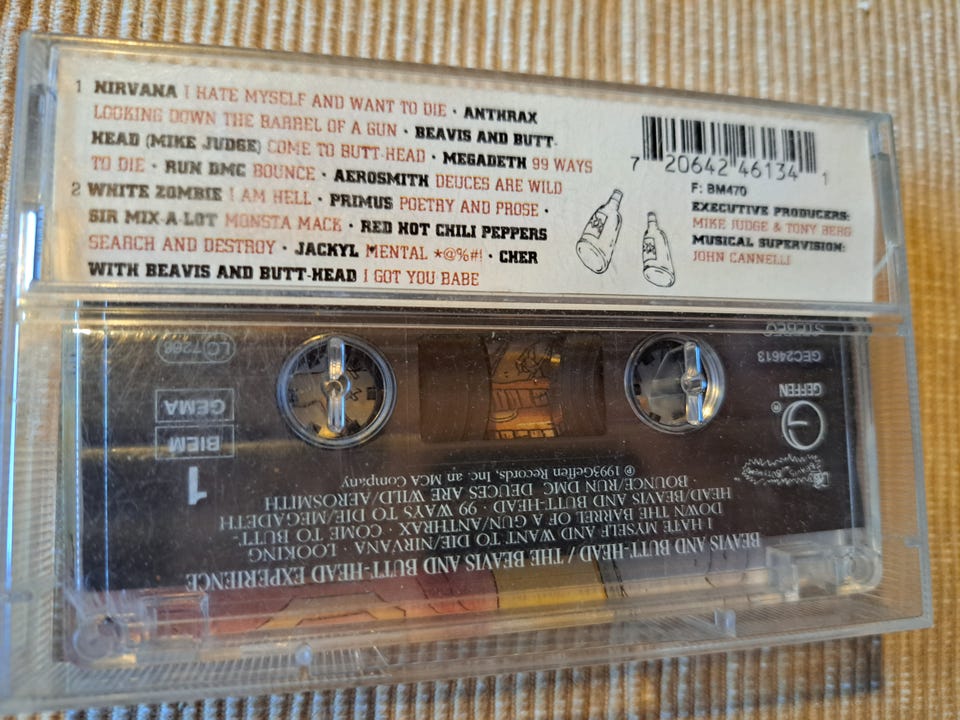 1 NIRVANA I HATE MYSELF AND WANT TO DIE · ANTHRAX
LOOKING DOWN THE BARREL OF A GUN · BEAVIS AND BUTT-
HEAD (MIKE JUDGE) COME TO BUTT-HEAD · MEGADETH 99 WAYS
TO DIE · RUN DMC BOUNCE · AEROSMITH DEUCES ARE WILD
2 WHITE ZOMBIE I AM HELL · PRIMUS POETRY AND PROSE ·
SIR MIX-A-LOT MONSTA MACK · RED HOT CHILI PEPPERS
SEARCH AND DESTROY · JACKYL MENTAL *@%#! · CHER
WITH BEAVIS AND BUTT-HEAD I GOT YOU BABE
7 20642 46134 1
F: BM470
EXECUTIVE PRODUCERS:
MIKE JUDGE & TONY BERG
MUSICAL SUPERVISION:
JOHN CANNELLI
BEAVIS AND BUTT-HEAD / THE BEAVIS AND BUTT-HEAD EXPERIENCE
I HATE MYSELF AND WANT TO DIE/NIRVANA · LOOKING
DOWN THE BARREL OF A GUN/ANTHRAX · COME TO BUTT-
HEAD/BEAVIS AND BUTT-HEAD · 99 WAYS TO DIE/MEGADETH
· BOUNCE/RUN DMC DEUCES ARE WILD/AEROSMITH
℗ 1993 Geffen Records, Inc. an MCA Company
1
BIEM
GEMA
LC 7266
GEFFEN
®
GEC24613
STEREO